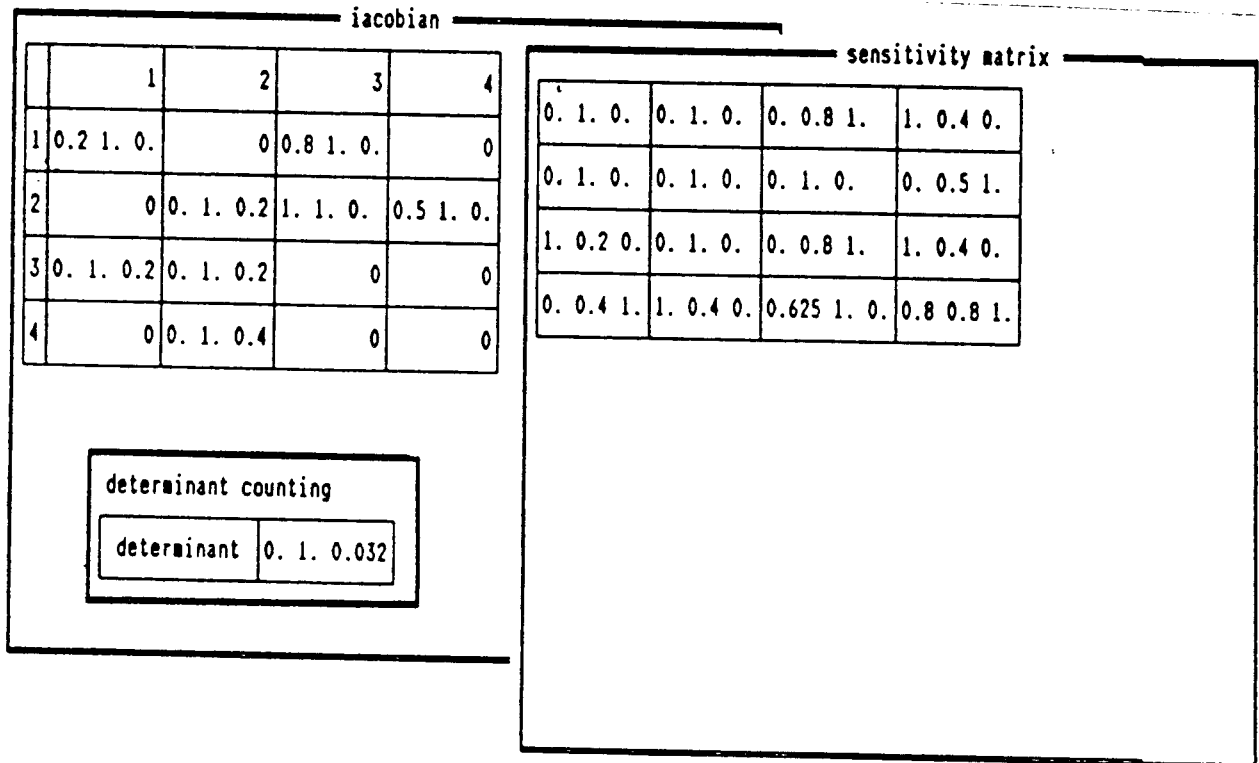 iacobian
1 2 3 4
1 0.2 1. 0. 0 0.8 1. 0. 0
2 0 0. 1. 0.2 1. 1. 0. 0.5 1. 0.
3 0. 1. 0.2 0. 1. 0.2 0 0
4 0 0. 1. 0.4 0 0
determinant counting
determinant 0. 1. 0.032
sensitivity matrix
0. 1. 0. 0. 1. 0. 0. 0.8 1. 1. 0.4 0.
0. 1. 0. 0. 1. 0. 0. 1. 0. 0. 0.5 1.
1. 0.2 0. 0. 1. 0. 0. 0.8 1. 1. 0.4 0.
0. 0.4 1. 1. 0.4 0. 0.625 1. 0. 0.8 0.8 1.